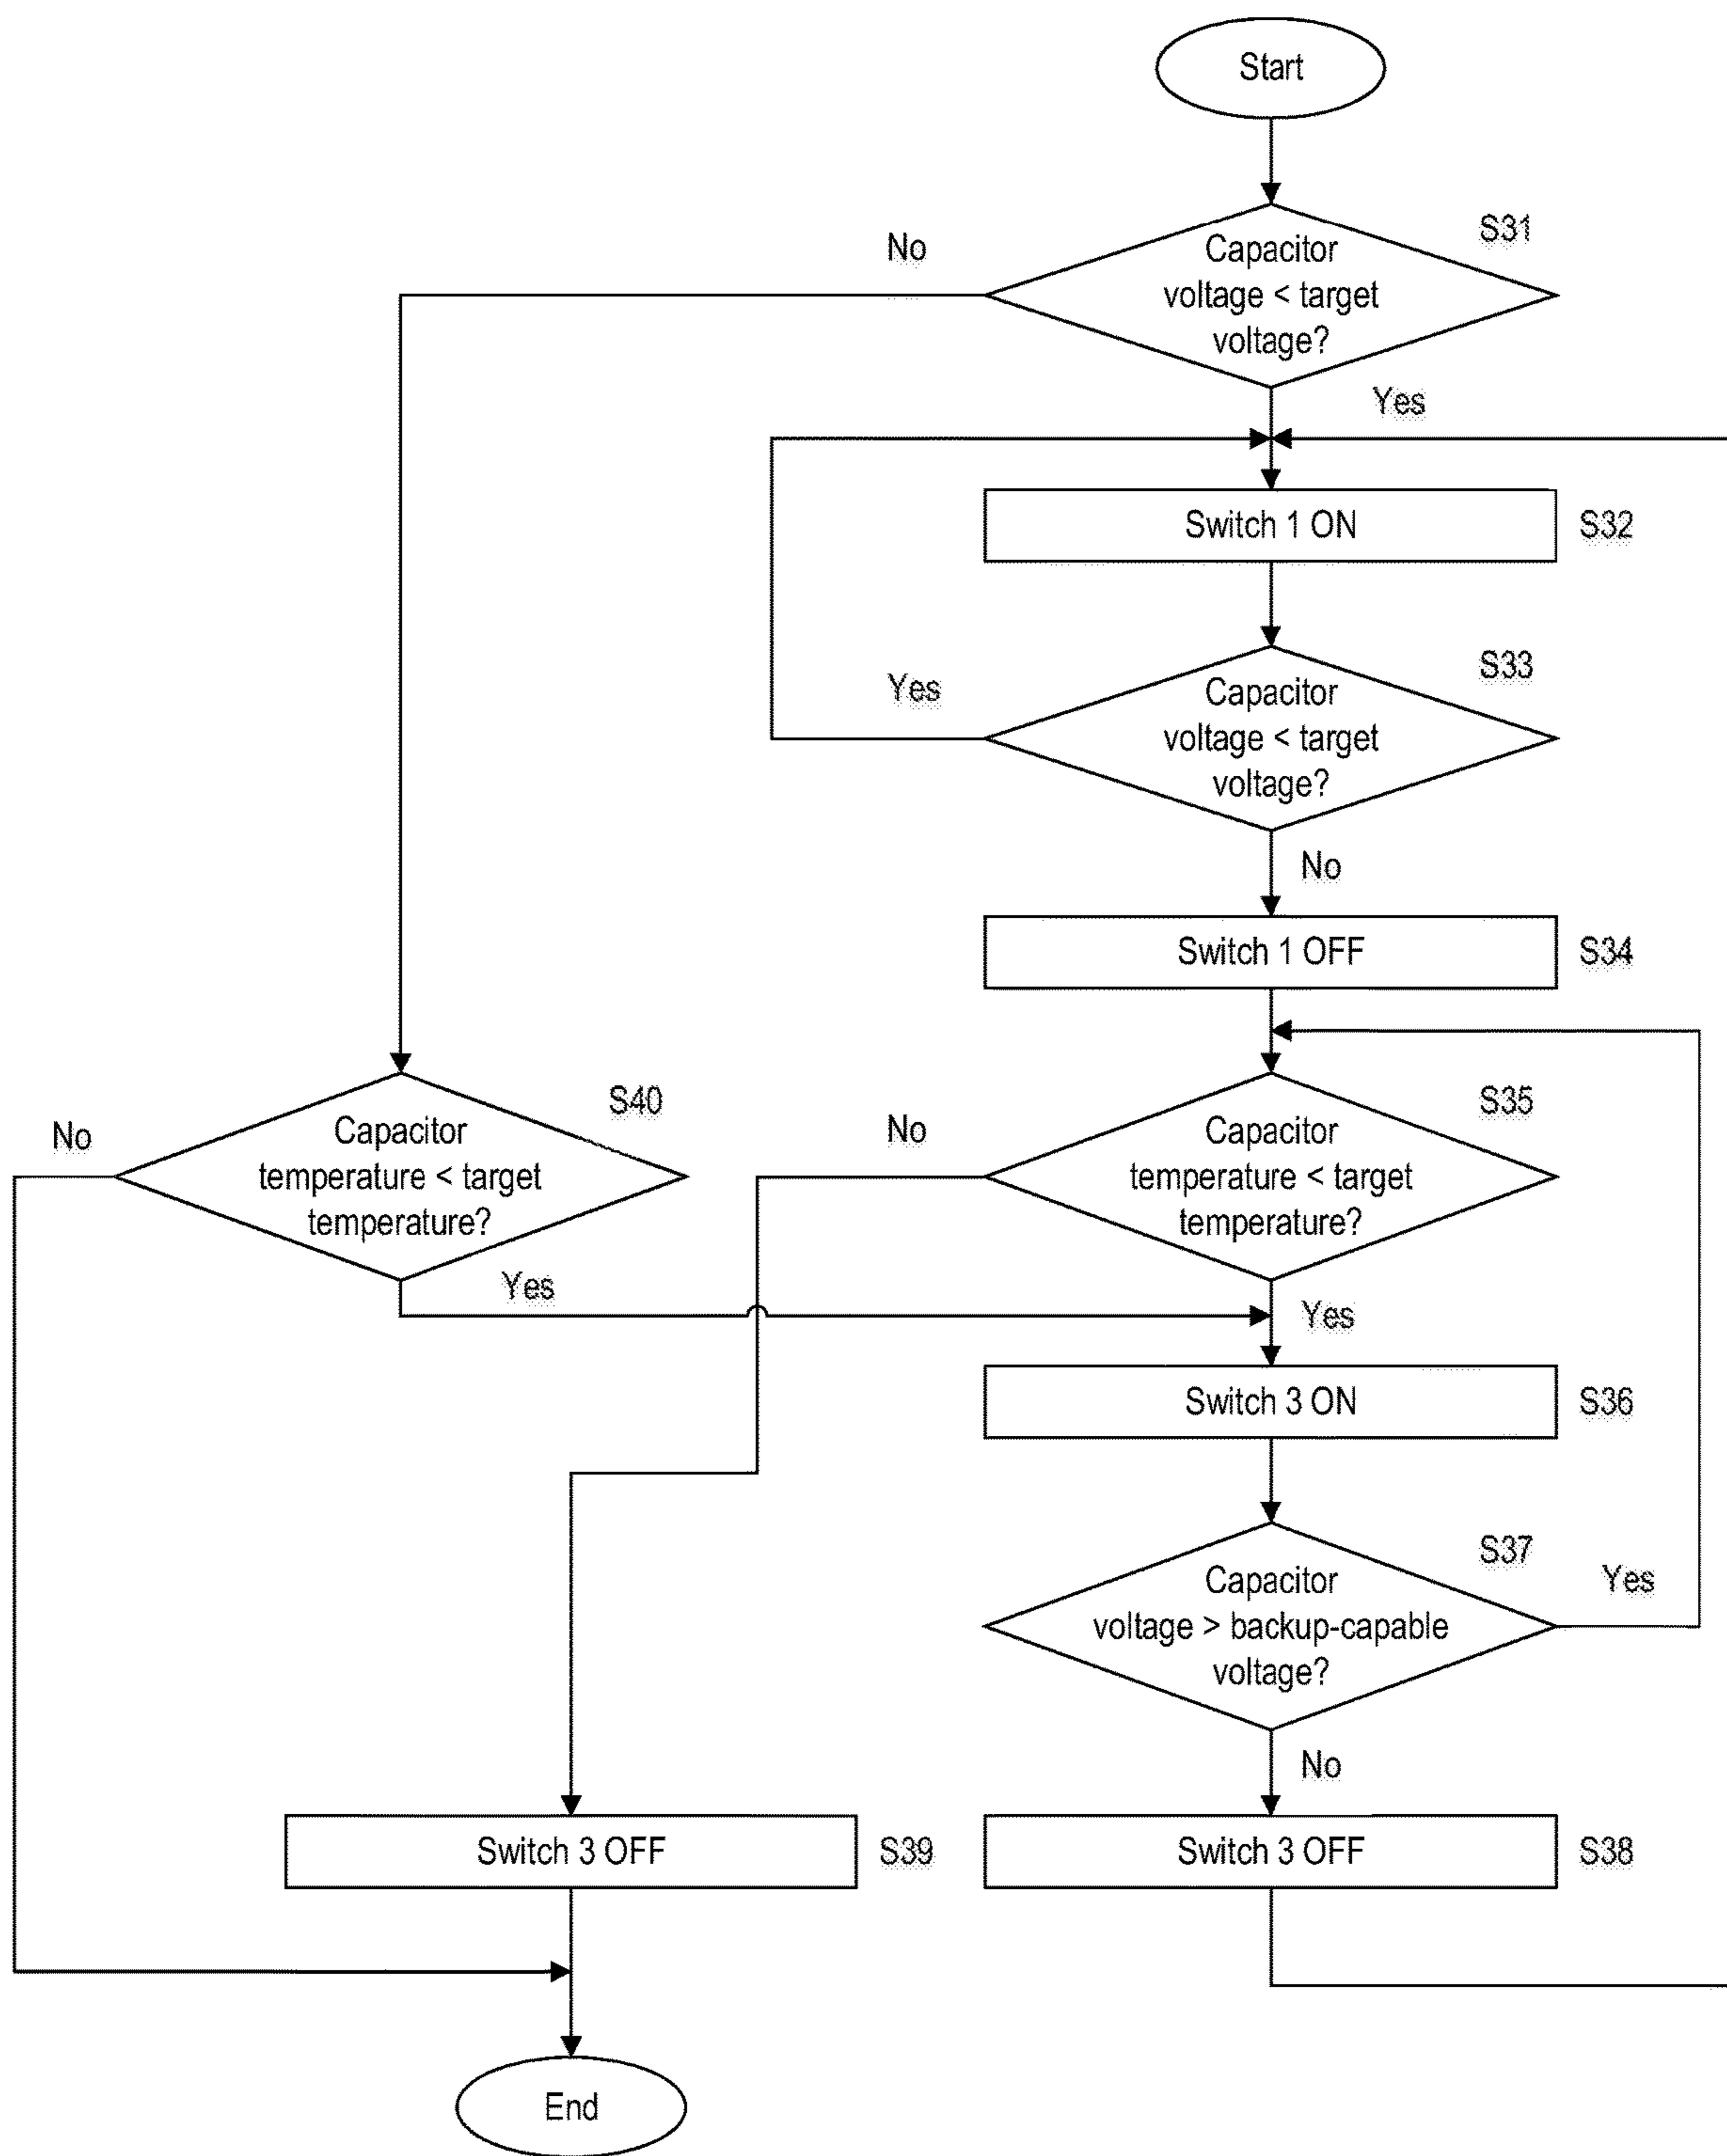 Start
S31
No
Capacitor
voltage < target
voltage?
Yes
Switch 1 ON
S32
S33
Yes
Capacitor
voltage < target
voltage?
No
Switch 1 OFF
S34
S40
No
Capacitor
temperature < target
temperature?
Yes
S35
No
Capacitor
temperature < target
temperature?
Yes
Switch 3 ON
S36
S37
Capacitor
voltage > backup-capable
voltage?
Yes
No
Switch 3 OFF
S39
Switch 3 OFF
S38
End